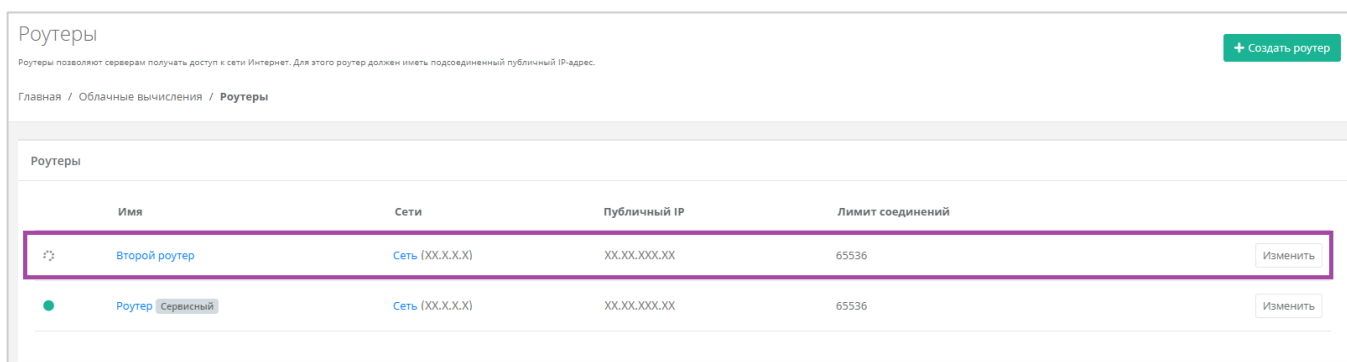 Роутеры
+ Создать роутер
Роутеры позволяют серверам получать доступ к сети Интернет. Для этого роутер должен иметь подсоединенный публичный IP-адрес.
Главная / Облачные вычисления / Роутеры
Роутеры
Имя Сети Публичный IP Лимит соединений
Второй роутер Сеть (XX.X.X.X) XX.XX.XXX.XX 65536 Изменить
Роутер Сервисный Сеть (XX.X.X.X) XX.XX.XXX.XX 65536 Изменить